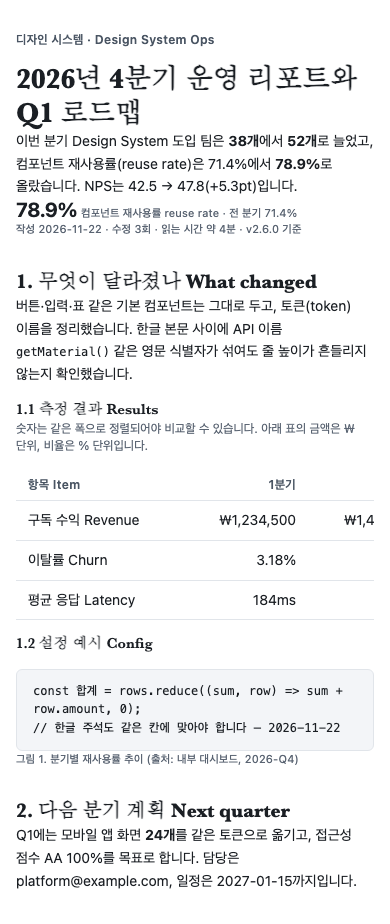 디자인 시스템 · Design System Ops
2026년 4분기 운영 리포트와
Q1 로드맵
이번 분기 Design System 도입 팀은 38개에서 52개로 늘었고,
컴포넌트 재사용률(reuse rate)은 71.4%에서 78.9%로
올랐습니다. NPS는 42.5 → 47.8(+5.3pt)입니다.
78.9% 컴포넌트 재사용률 reuse rate · 전 분기 71.4%
작성 2026-11-22 · 수정 3회 · 읽는 시간 약 4분 · v2.6.0 기준
1. 무엇이 달라졌나 What changed
버튼·입력·표 같은 기본 컴포넌트는 그대로 두고, 토큰(token)
이름을 정리했습니다. 한글 본문 사이에 API 이름
getMaterial() 같은 영문 식별자가 섞여도 줄 높이가 흔들리지
않는지 확인했습니다.
1.1 측정 결과 Results
숫자는 같은 폭으로 정렬되어야 비교할 수 있습니다. 아래 표의 금액은 ₩
단위, 비율은 % 단위입니다.
항목 Item 1분기
구독 수익 Revenue ₩1,234,500 ₩1,4
이탈률 Churn 3.18%
평균 응답 Latency 184ms
1.2 설정 예시 Config
const 합계 = rows.reduce((sum, row) => sum +
row.amount, 0);
// 한글 주석도 같은 칸에 맞아야 합니다 — 2026-11-22
그림 1. 분기별 재사용률 추이 (출처: 내부 대시보드, 2026-Q4)
2. 다음 분기 계획 Next quarter
Q1에는 모바일 앱 화면 24개를 같은 토큰으로 옮기고, 접근성
점수 AA 100%를 목표로 합니다. 담당은
platform@example.com, 일정은 2027-01-15까지입니다.